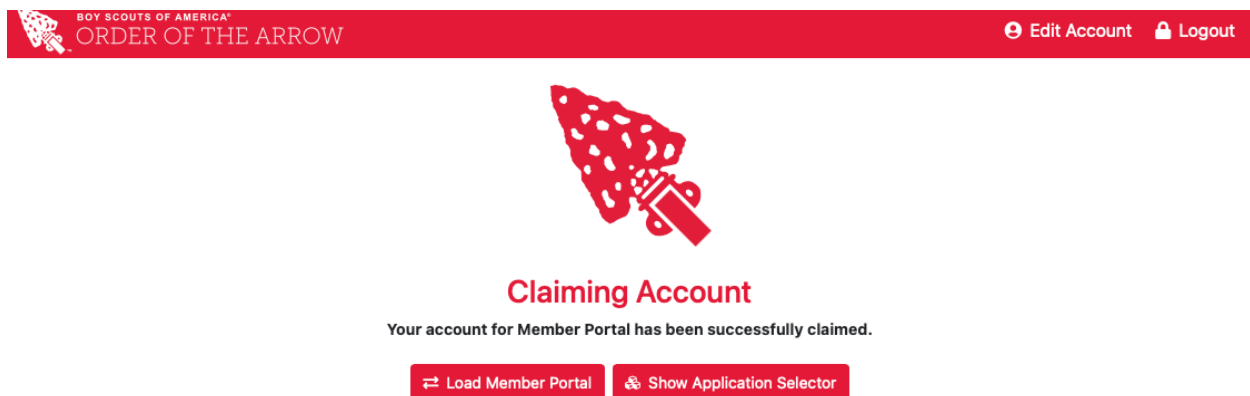 BOY SCOUTS OF AMERICA®
ORDER OF THE ARROW
Edit Account
Logout
Claiming Account
Your account for Member Portal has been successfully claimed.
Load Member Portal
Show Application Selector